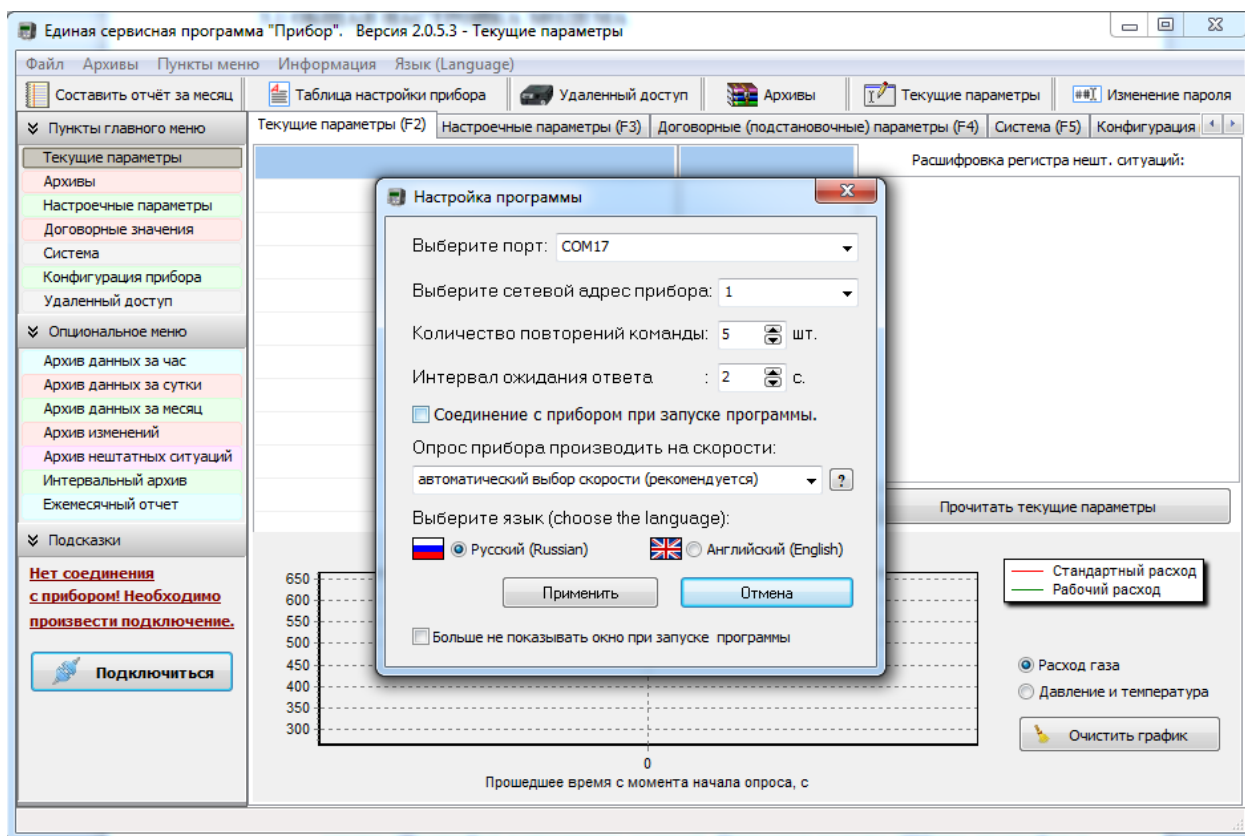 Единая сервисная программа "Прибор". Версия 2.0.5.3 - Текущие параметры
Файл Архивы Пункты меню Информация Язык (Language)
Составить отчёт за месяц Таблица настройки прибора Удаленный доступ Архивы Текущие параметры Изменение пароля
Пункты главного меню
Текущие параметры
Архивы
Настроечные параметры
Договорные значения
Система
Конфигурация прибора
Удаленный доступ
Опциональное меню
Архив данных за час
Архив данных за сутки
Архив данных за месяц
Архив изменений
Архив нештатных ситуаций
Интервальный архив
Ежемесячный отчет
Подсказки
Нет соединения
с прибором! Необходимо
произвести подключение.
Подключиться
Текущие параметры (F2) Настроечные параметры (F3) Договорные (подстановочные) параметры (F4) Система (F5) Конфигурация
Расшифровка регистра нешт. ситуаций:
Настройка программы
Выберите порт: COM17
Выберите сетевой адрес прибора: 1
Количество повторений команды: 5 шт.
Интервал ожидания ответа : 2 с.
Соединение с прибором при запуске программы.
Опрос прибора производить на скорости:
автоматический выбор скорости (рекомендуется) ?
Выберите язык (choose the language):
Русский (Russian) Английский (English)
Применить Отмена
Больше не показывать окно при запуске программы
Прочитать текущие параметры
650
600
550
500
450
400
350
300
0
Прошедшее время с момента начала опроса, с
Стандартный расход
Рабочий расход
Расход газа
Давление и температура
Очистить график